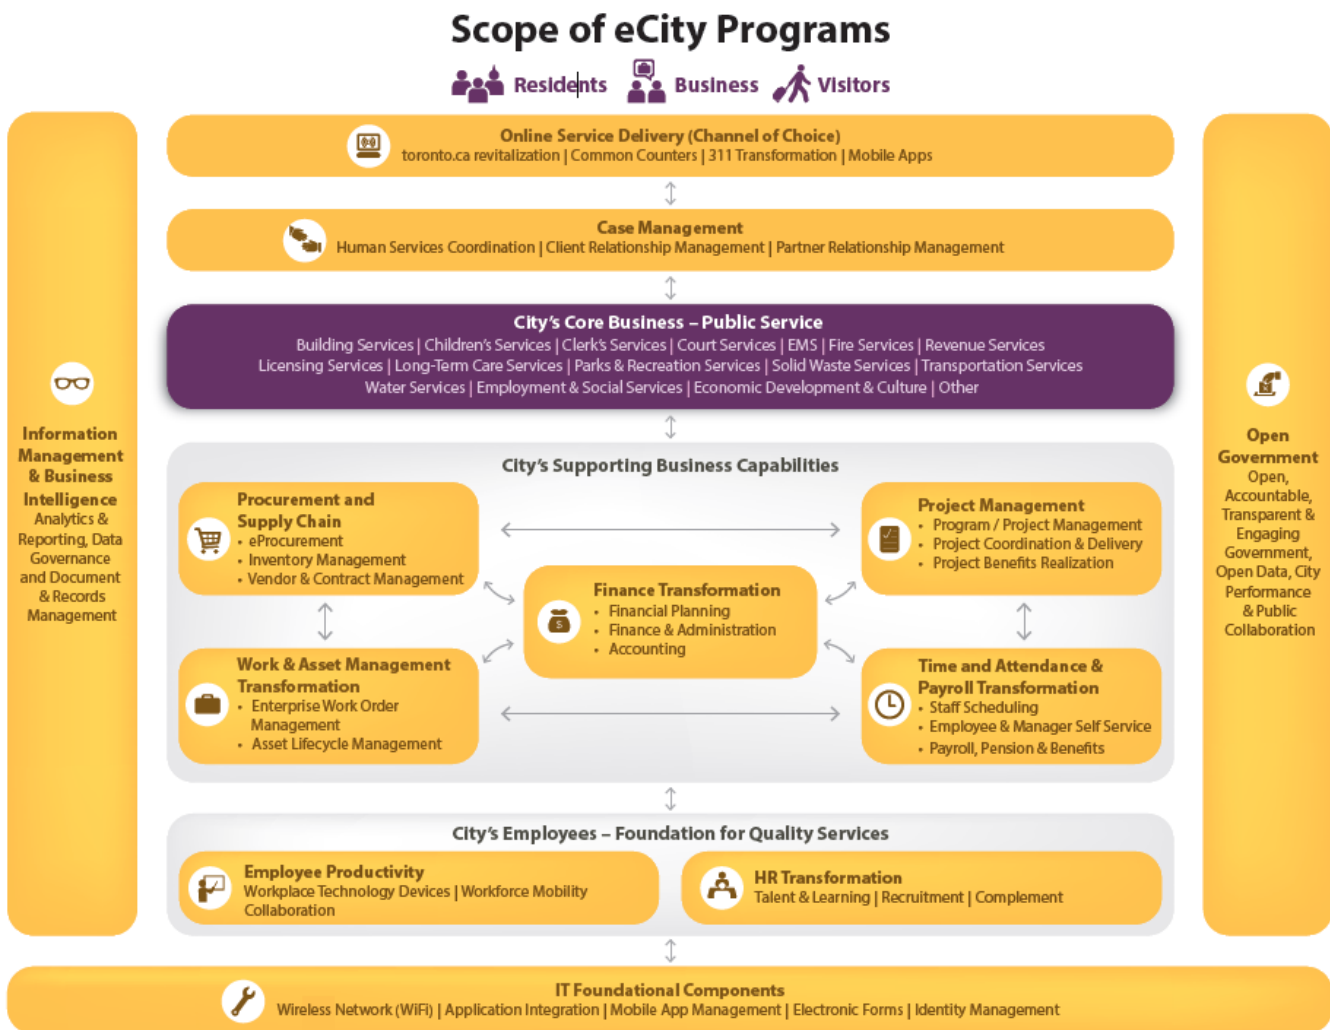 Scope of eCity Programs
Residents
Business
Visitors
Online Service Delivery (Channel of Choice)
toronto.ca revitalization | Common Counters | 311 Transformation | Mobile Apps
Case Management
Human Services Coordination | Client Relationship Management | Partner Relationship Management
City's Core Business – Public Service
Building Services | Children's Services | Clerk's Services | Court Services | EMS | Fire Services | Revenue Services
Licensing Services | Long-Term Care Services | Parks & Recreation Services | Solid Waste Services | Transportation Services
Water Services | Employment & Social Services | Economic Development & Culture | Other
Information
Management
& Business
Intelligence
Analytics &
Reporting, Data
Governance
and Document
& Records
Management
City's Supporting Business Capabilities
Procurement and
Supply Chain
• eProcurement
• Inventory Management
• Vendor & Contract Management
Project Management
• Program / Project Management
• Project Coordination & Delivery
• Project Benefits Realization
Finance Transformation
• Financial Planning
• Finance & Administration
• Accounting
Work & Asset Management
Transformation
• Enterprise Work Order
Management
• Asset Lifecycle Management
Time and Attendance &
Payroll Transformation
• Staff Scheduling
• Employee & Manager Self Service
• Payroll, Pension & Benefits
Open
Government
Open,
Accountable,
Transparent &
Engaging
Government,
Open Data, City
Performance
& Public
Collaboration
City's Employees – Foundation for Quality Services
Employee Productivity
Workplace Technology Devices | Workforce Mobility
Collaboration
HR Transformation
Talent & Learning | Recruitment | Complement
IT Foundational Components
Wireless Network (WiFi) | Application Integration | Mobile App Management | Electronic Forms | Identity Management